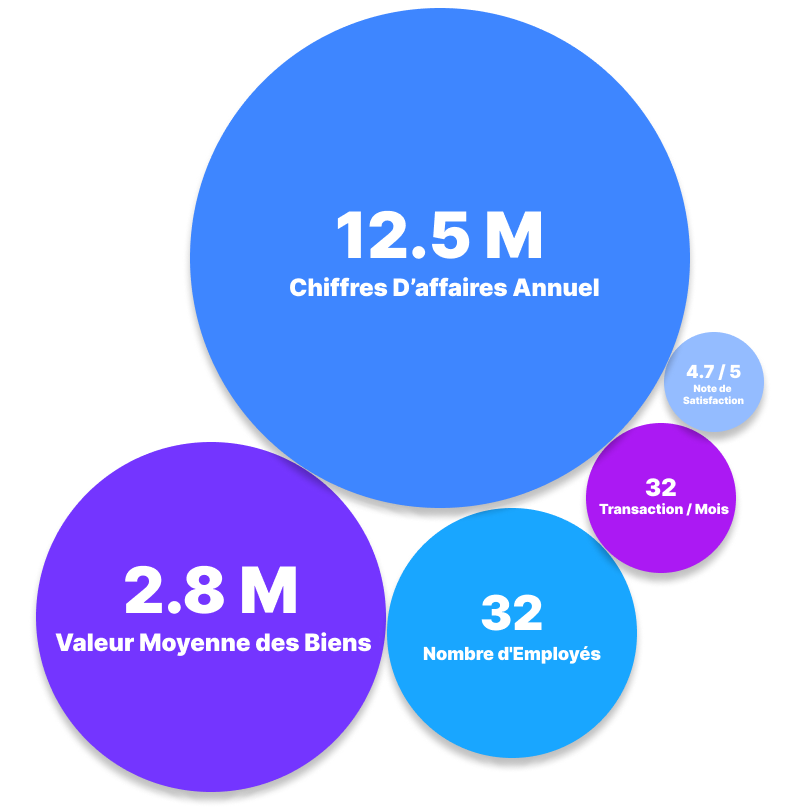 12.5 M
Chiffres D’affaires Annuel
4.7 / 5
Note de
Satisfaction
32
Transaction / Mois
2.8 M
Valeur Moyenne des Biens
32
Nombre d'Employés